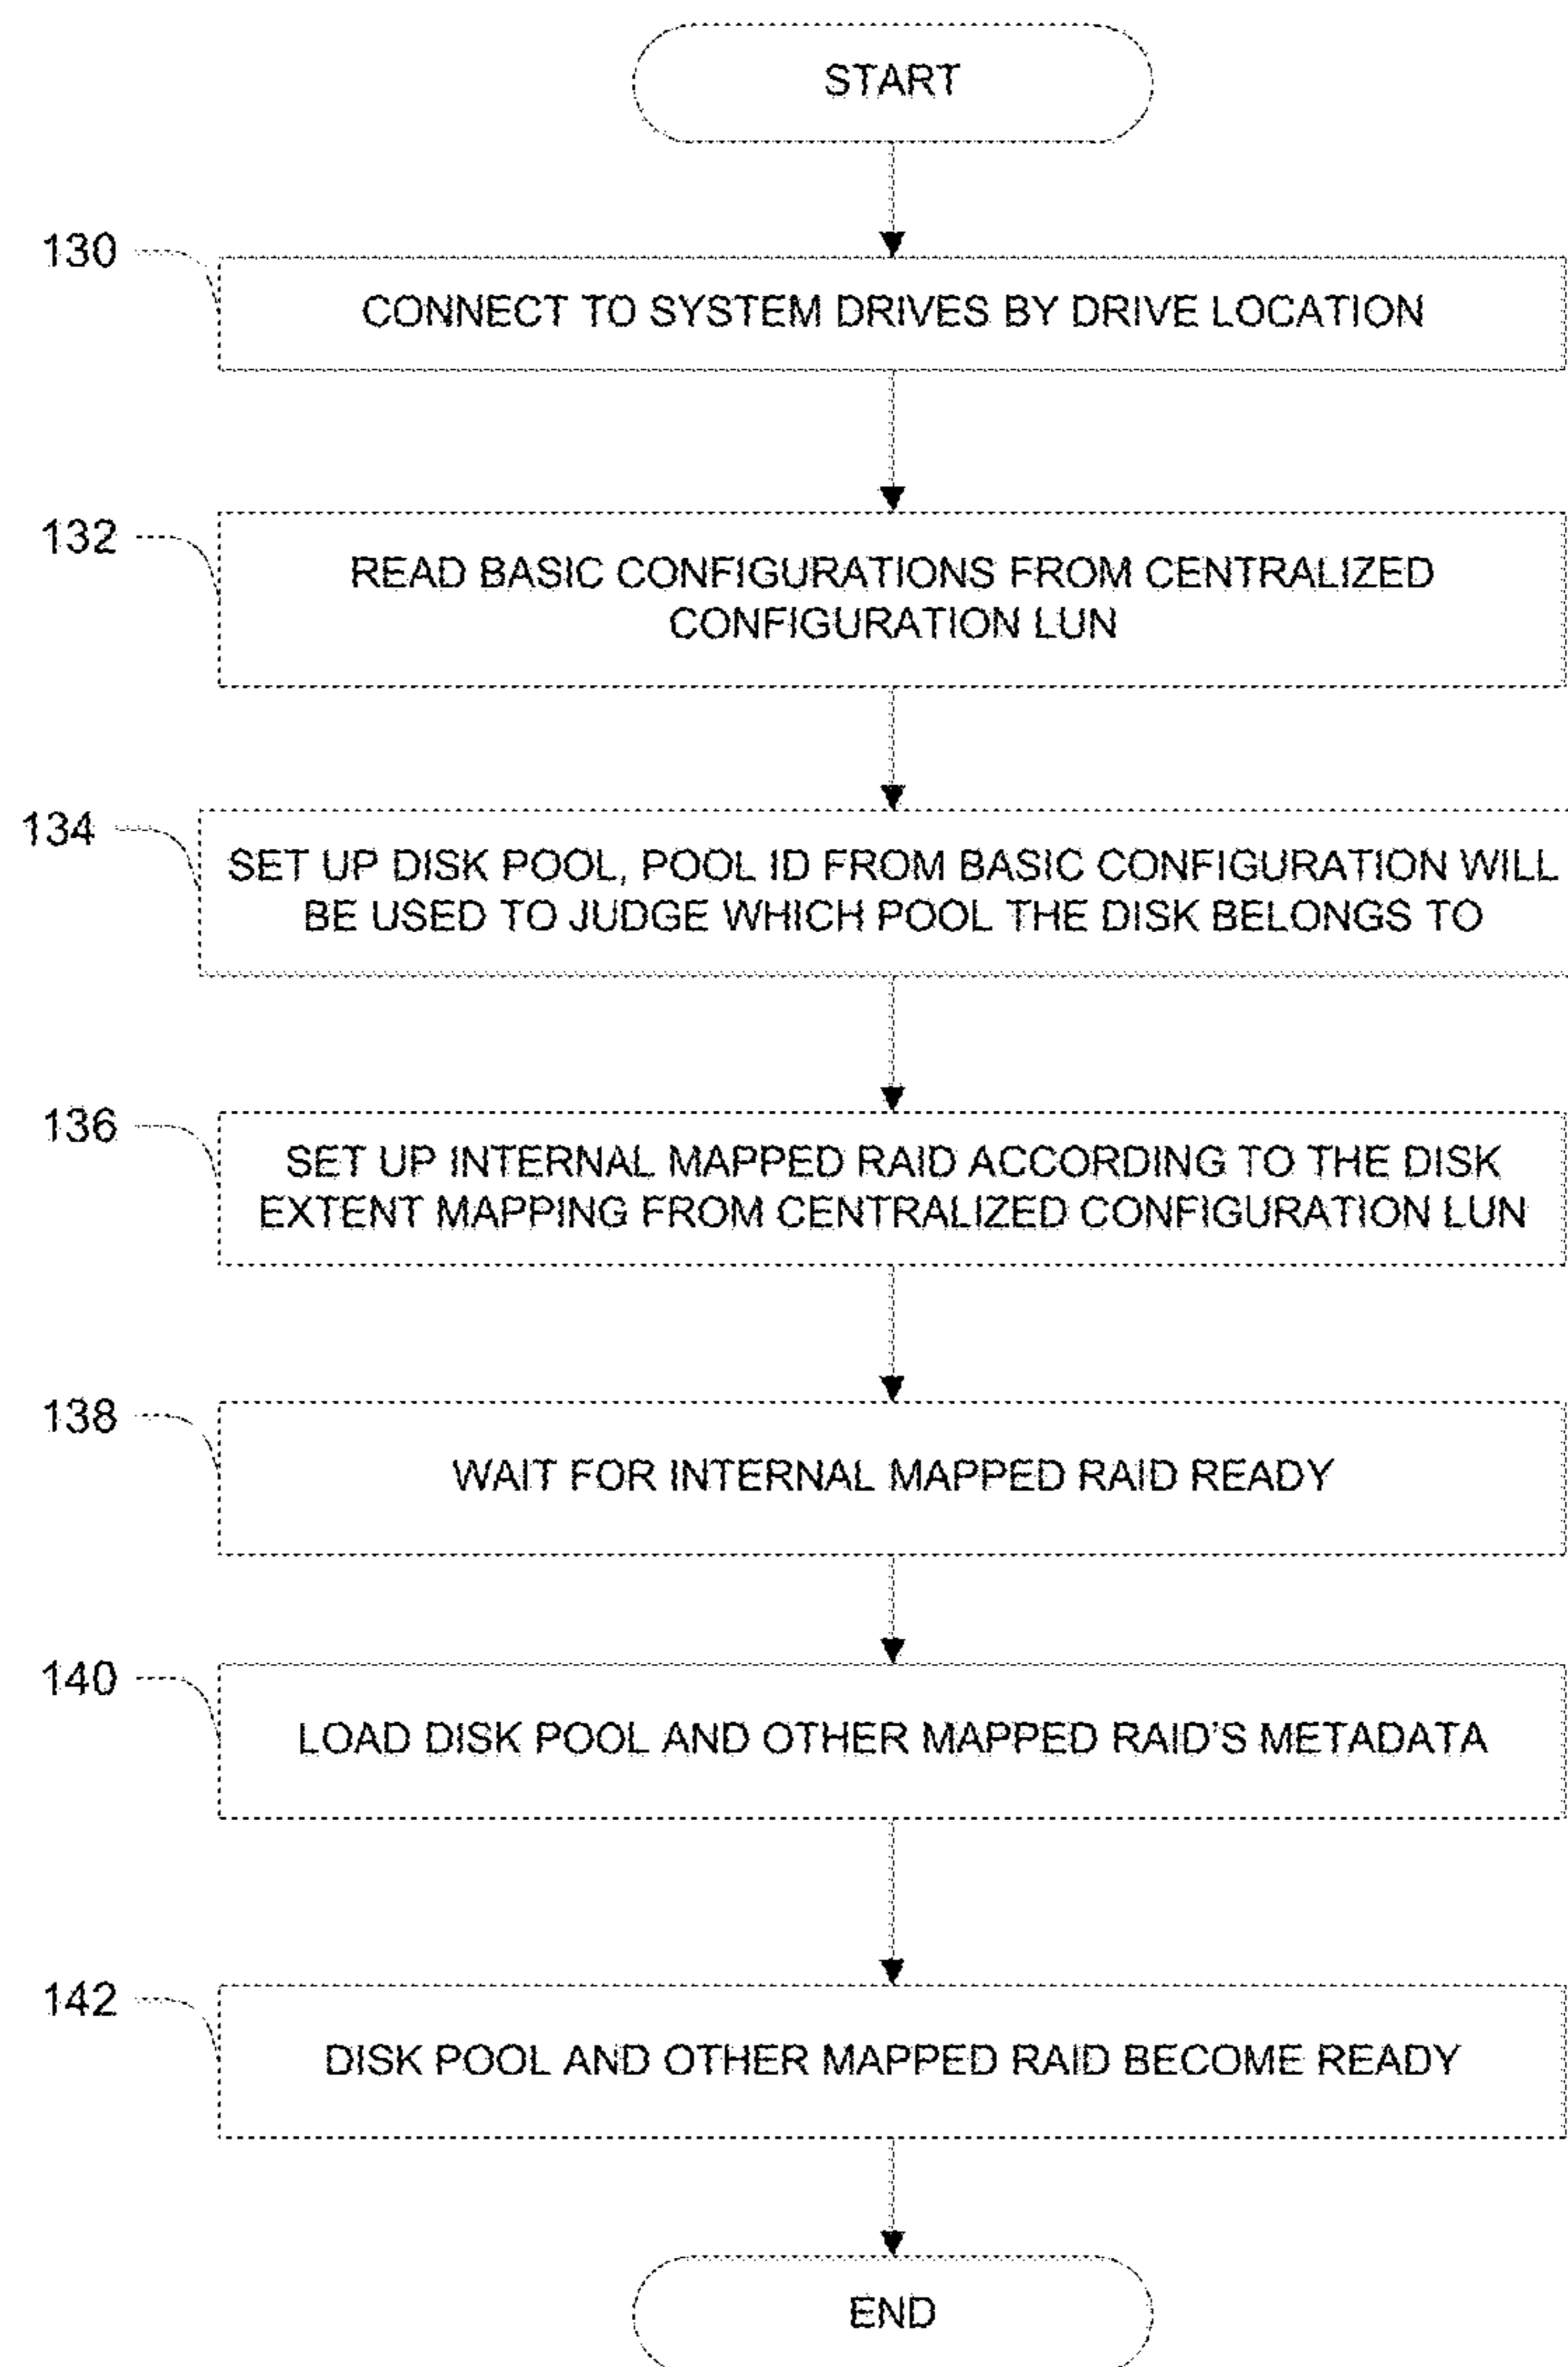 START
130
CONNECT TO SYSTEM DRIVES BY DRIVE LOCATION
132
READ BASIC CONFIGURATIONS FROM CENTRALIZED
CONFIGURATION LUN
134
SET UP DISK POOL, POOL ID FROM BASIC CONFIGURATION WILL
BE USED TO JUDGE WHICH POOL THE DISK BELONGS TO
136
SET UP INTERNAL MAPPED RAID ACCORDING TO THE DISK
EXTENT MAPPING FROM CENTRALIZED CONFIGURATION LUN
138
WAIT FOR INTERNAL MAPPED RAID READY
140
LOAD DISK POOL AND OTHER MAPPED RAID'S METADATA
142
DISK POOL AND OTHER MAPPED RAID BECOME READY
END